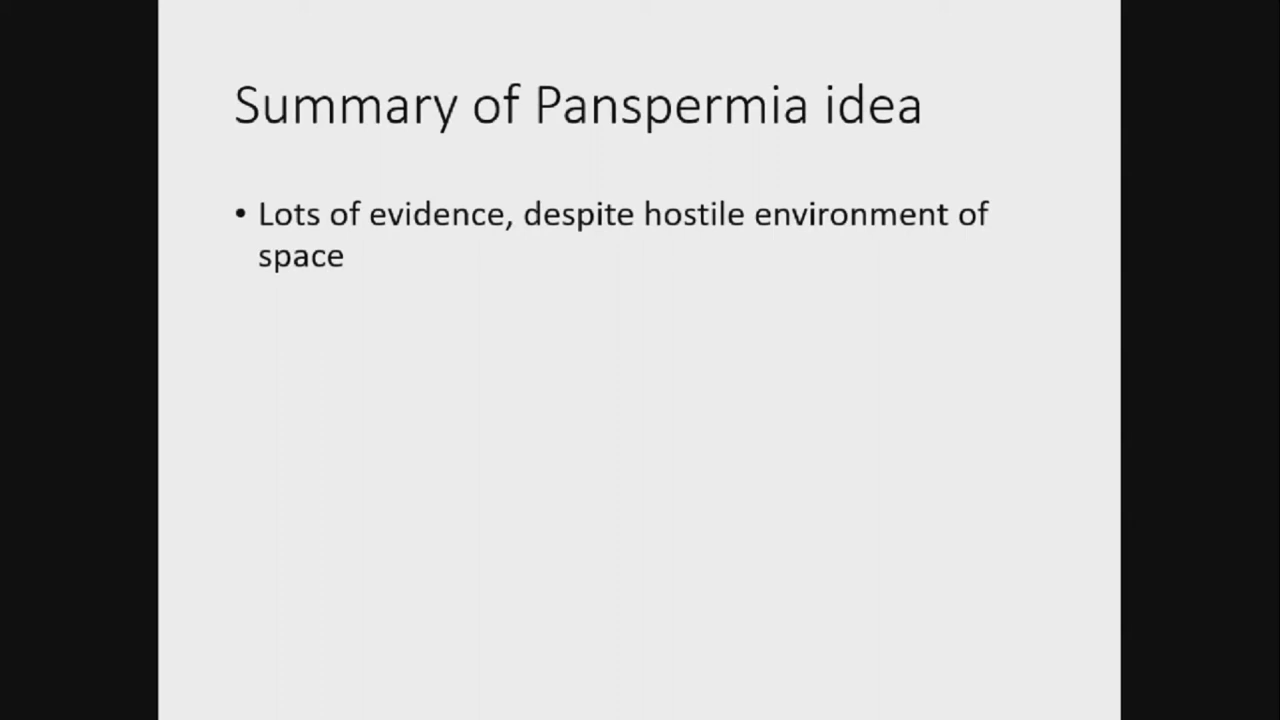 Summary of Panspermia idea
• Lots of evidence, despite hostile environment of
space